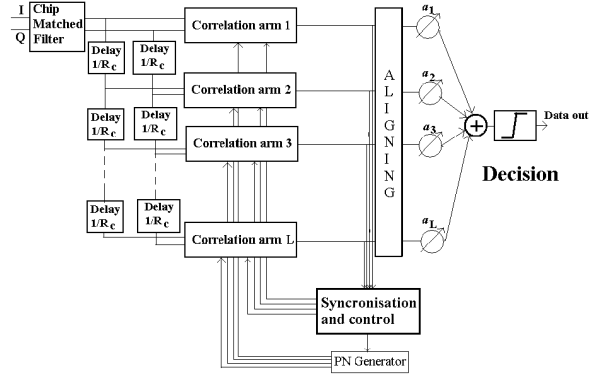 I
Q
Chip
Matched
Filter
Delay
1/Rc
Delay
1/Rc
Delay
1/Rc
Delay
1/Rc
Delay
1/Rc
Delay
1/Rc
Correlation arm 1
Correlation arm 2
Correlation arm 3
Correlation arm L
ALIGNING
a1
a2
a3
aL
+
Data out
Decision
Syncronisation
and control
PN Generator